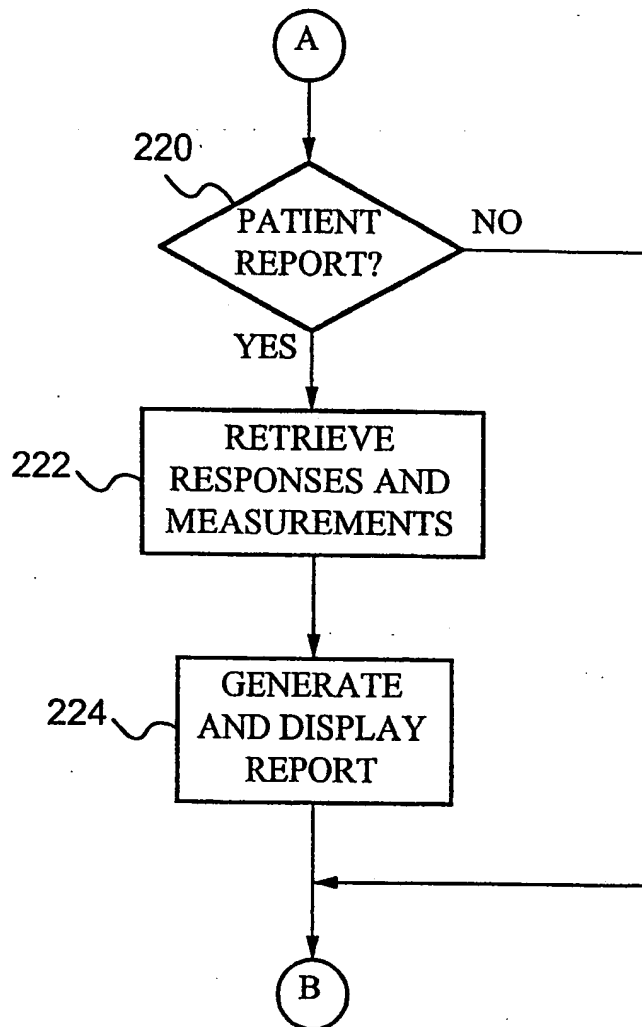 A
220
PATIENT
REPORT?
NO
YES
222
RETRIEVE
RESPONSES AND
MEASUREMENTS
224
GENERATE
AND DISPLAY
REPORT
B